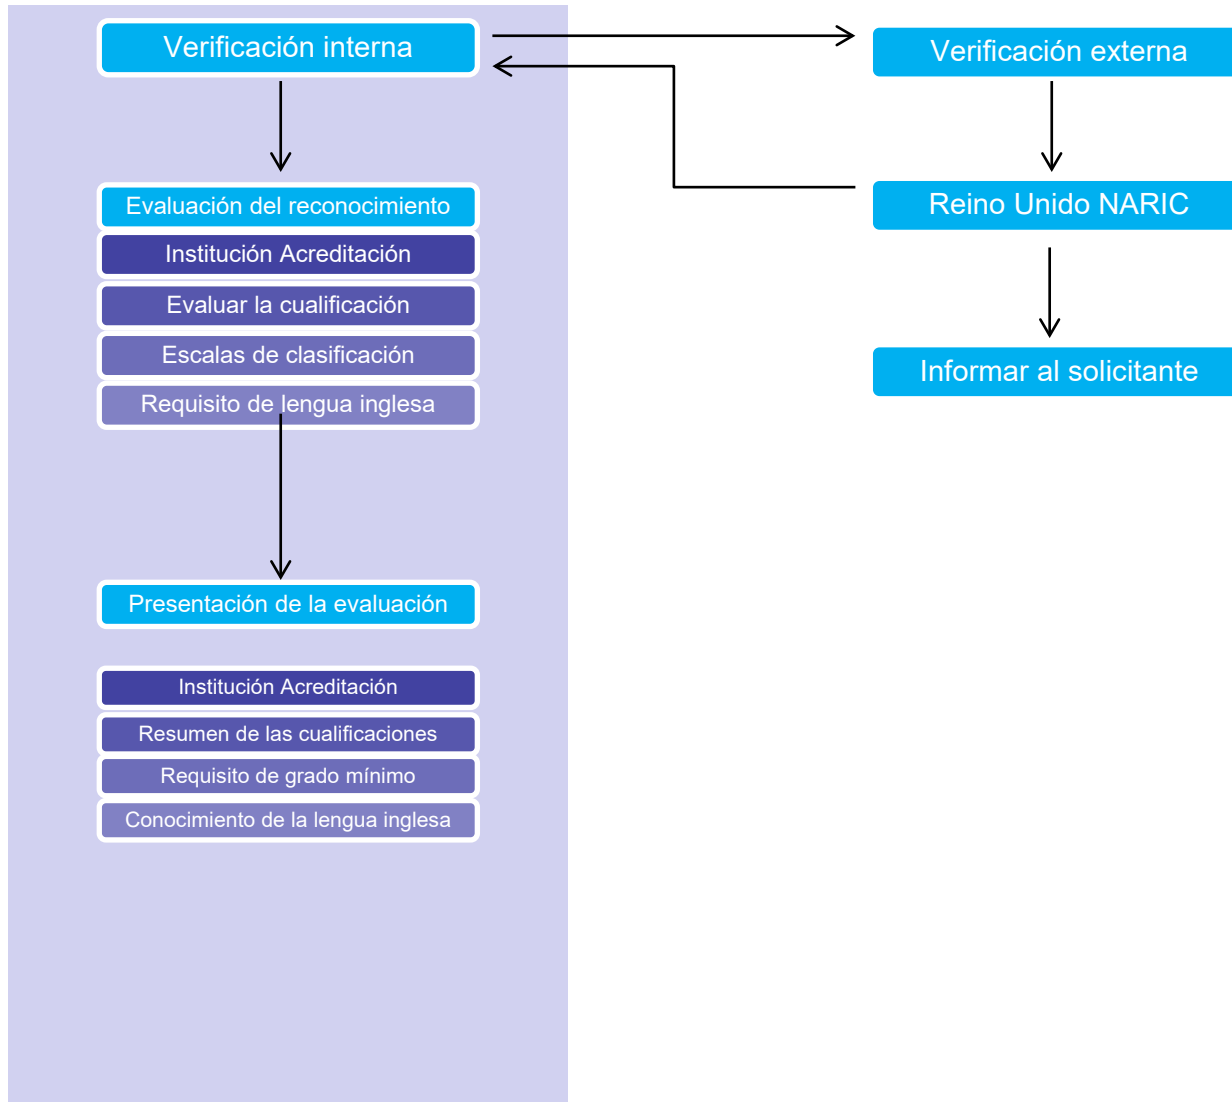 Verificación interna
Evaluación del reconocimiento
Institución Acreditación
Evaluar la cualificación
Escalas de clasificación
Requisito de lengua inglesa
Presentación de la evaluación
Institución Acreditación
Resumen de las cualificaciones
Requisito de grado mínimo
Conocimiento de la lengua inglesa
Verificación externa
Reino Unido NARIC
Informar al solicitante